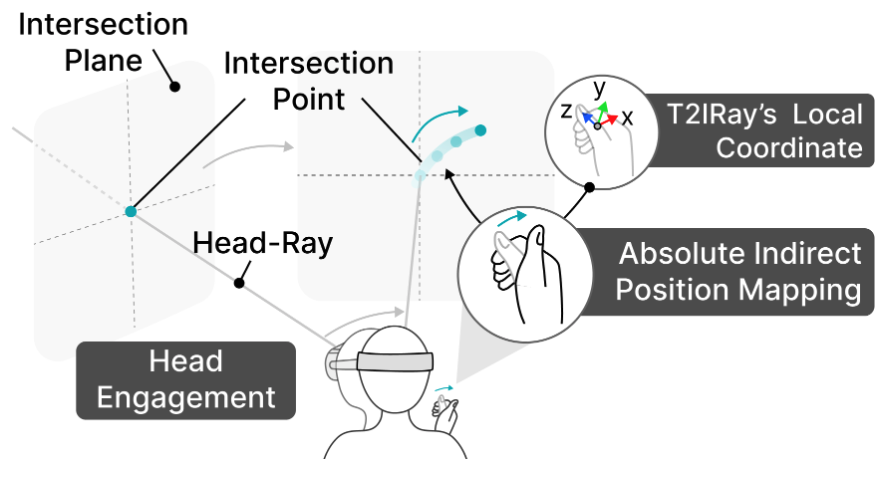 Intersection
Plane
Intersection
Point
y
z
x
T2IRay's Local
Coordinate
Head-Ray
Absolute Indirect
Position Mapping
Head
Engagement